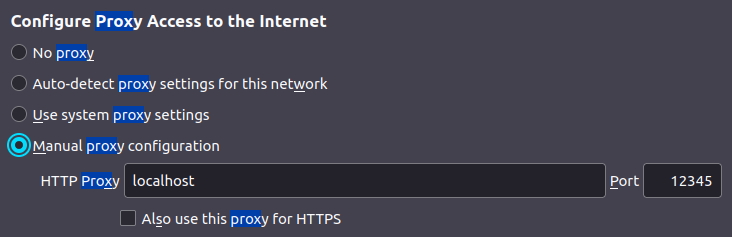 Configure Proxy Access to the Internet
No proxy
Auto-detect proxy settings for this network
Use system proxy settings
Manual proxy configuration
HTTP Proxy localhost Port 12345
Also use this proxy for HTTPS